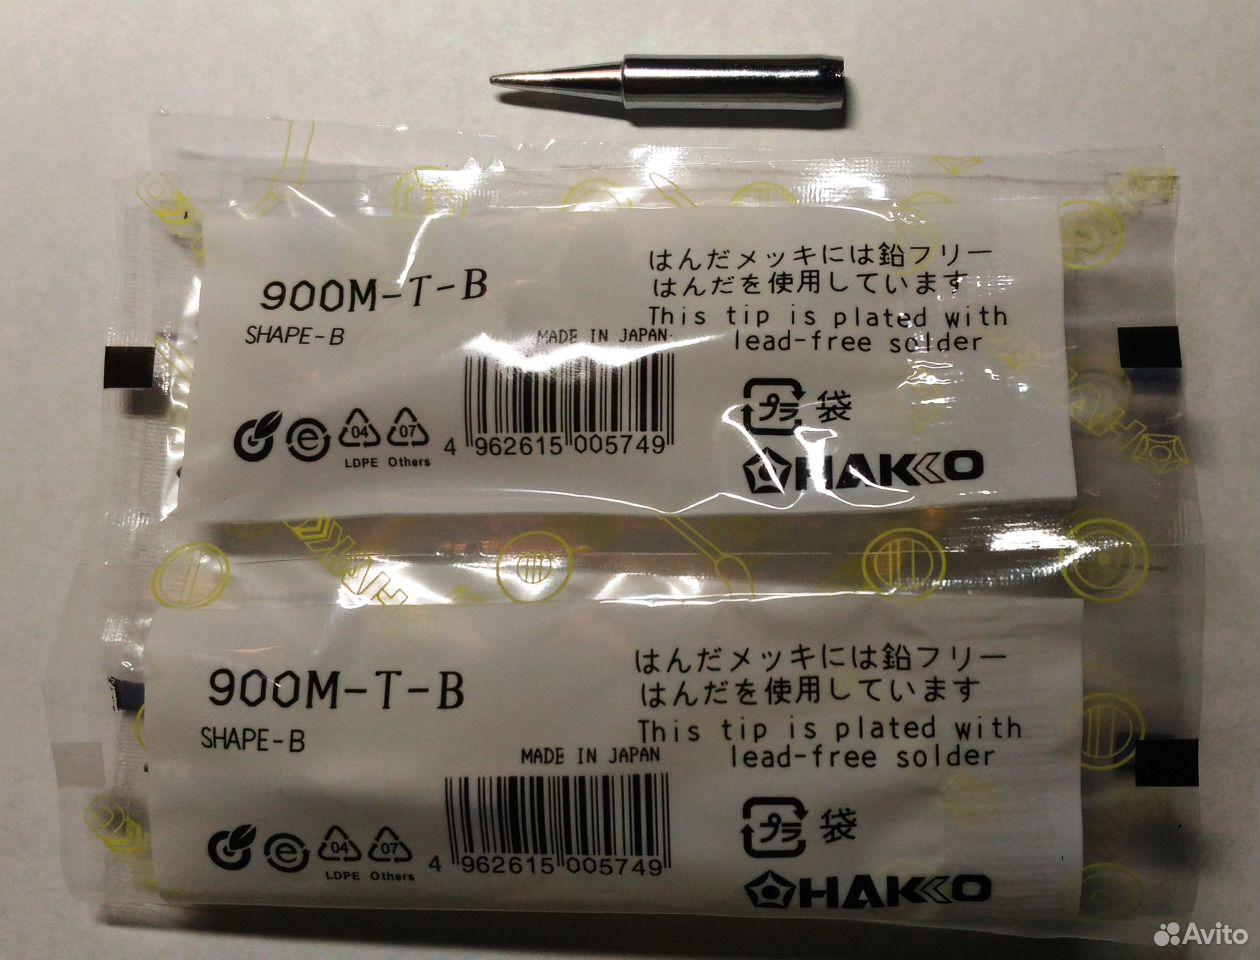 900M-T-B
SHAPE-B
はんだメッキには鉛フリー
はんだを使用しています
This tip is plated with
lead-free solder
MADE IN JAPAN
4 962615 005749
e
04
07
LDPE Others
プラ
袋
HAKKO
HAKKO
HAKKO
900M-T-B
SHAPE-B
はんだメッキには鉛フリー
はんだを使用しています
This tip is plated with
lead-free solder
MADE IN JAPAN
4 962615 005749
e
04
07
LDPE Others
プラ
袋
HAKKO
Avito